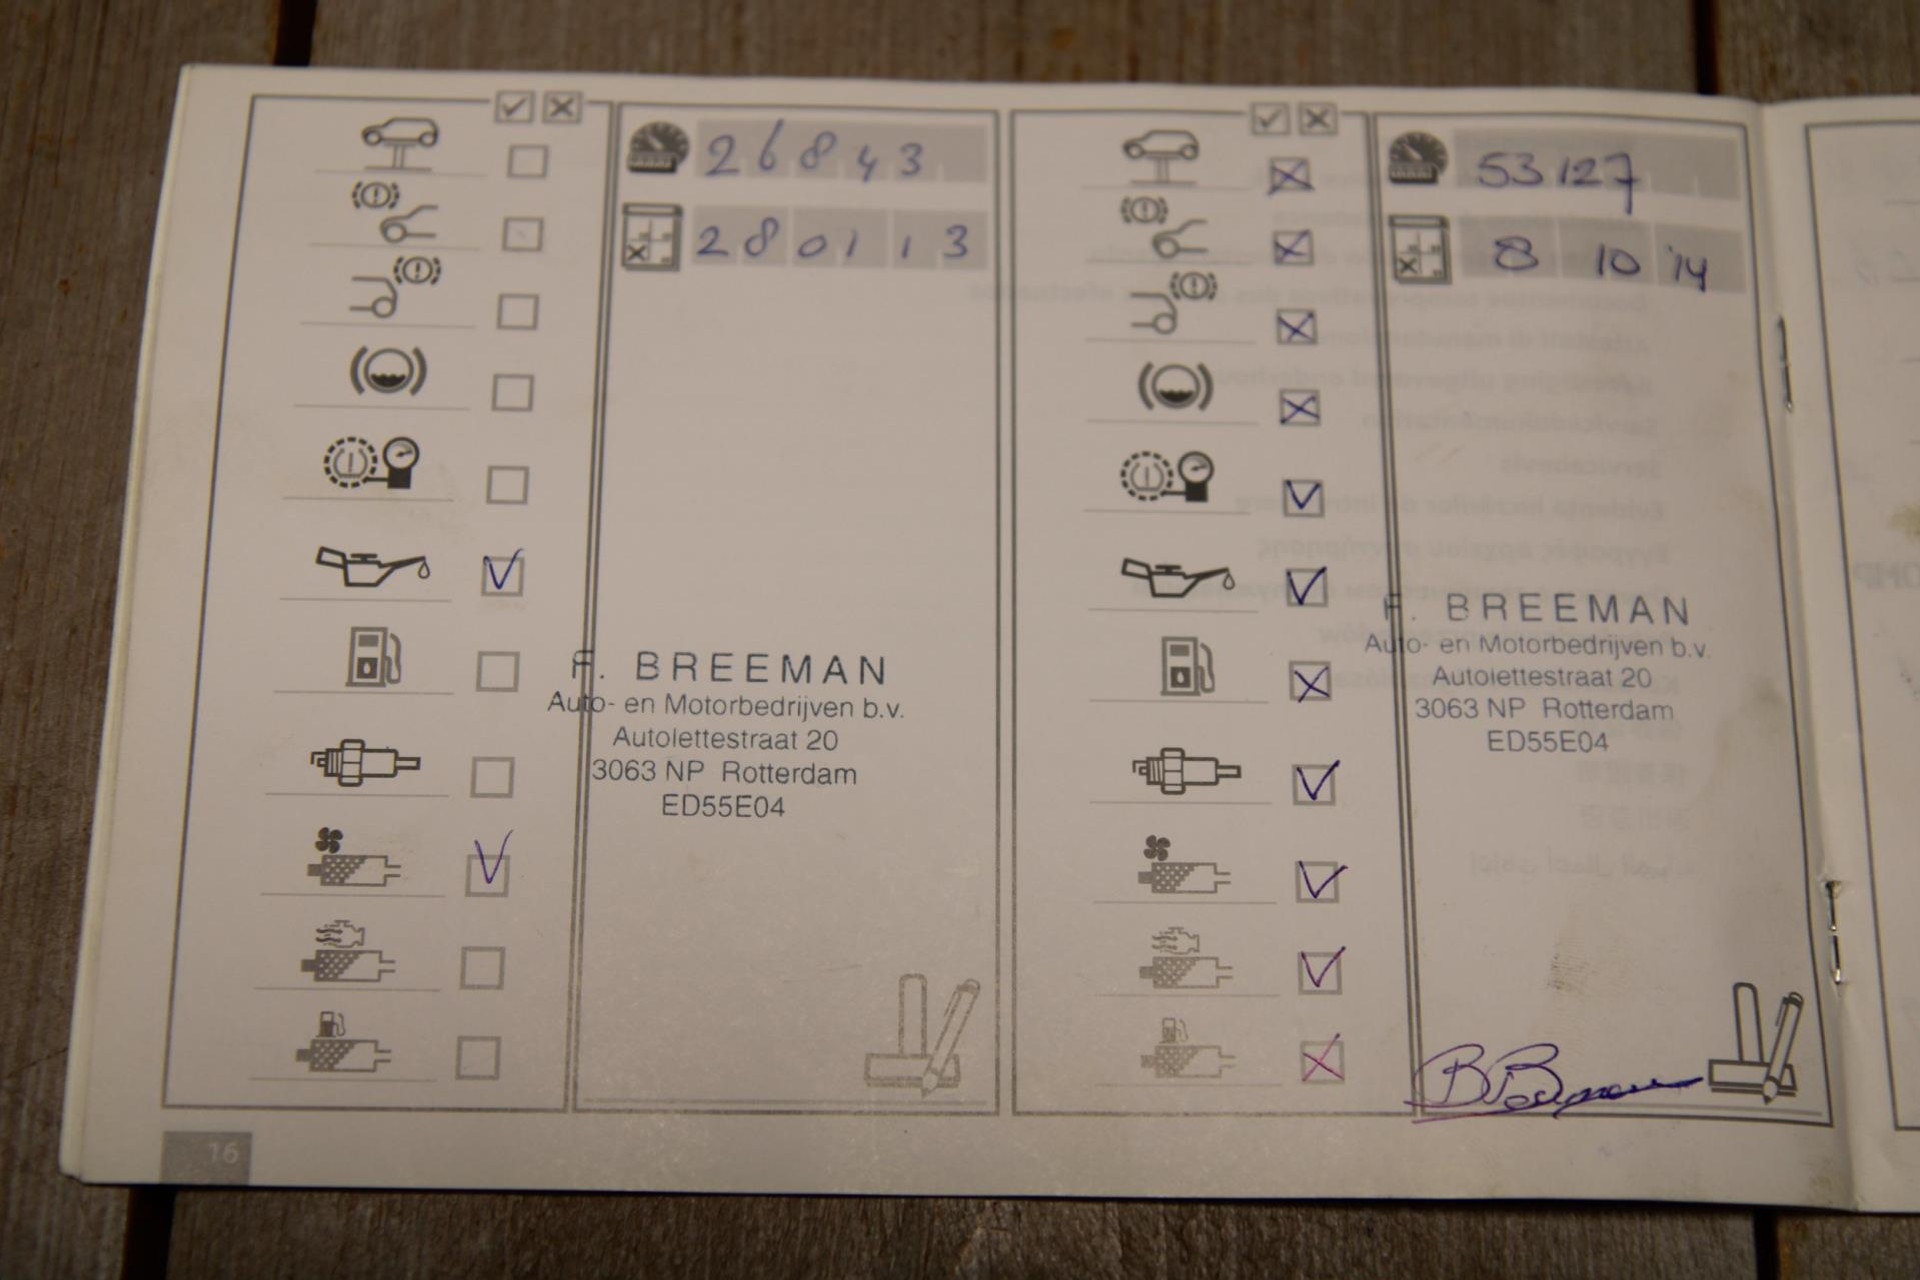 26843
280113
F. BREEMAN
Auto- en Motorbedrijven b.v.
Autolettestraat 20
3063 NP Rotterdam
ED55E04
16
53127
8 10 '14
F. BREEMAN
Auto- en Motorbedrijven b.v.
Autolettestraat 20
3063 NP Rotterdam
ED55E04